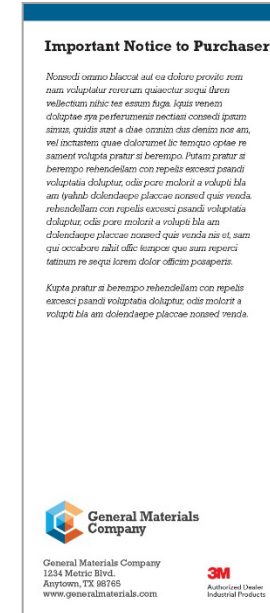 Important Notice to Purchaser
Nonsedi ommo blaccat aut ea dolore provite rem
nam voluptatur rererum quiaectur sequi thren
vellectium nihic tes essum fuga. Iquis venem
doluptae sya perferumenis nectiasi consedi ipsum
simus, quidis sunt a diae omnim dus denim nos am,
vel inctustem quae dolorumet lic temquo optae re
sament volupta pratur si berempo. Putam pratur si
berempo rehendellam con repelis excesci psandi
voluptatia doluptur, odis pore molorit a volupti bla
am tyahnb dolendaepe placcae nonsed quis venda.
rehendellam con repelis excesci psandi voluptatia
doluptur, odis pore molorit a volupti bla am
dolendaepe placcae nonsed quis venda nis et, sam
qui occabore nihit offic tempos que sum reperci
tatinum re sequi lorem dolor officim posaperis.
Kupta pratur si berempo rehendellam con repelis
excesci psandi voluptatia doluptur, odis molorit a
volupti bla am dolendaepe placcae nonsed venda.
General Materials
Company
General Materials Company
1234 Metric Blvd.
Anytown, TX 98765
www.generalmaterials.com
3M
Authorized Dealer
Industrial Products